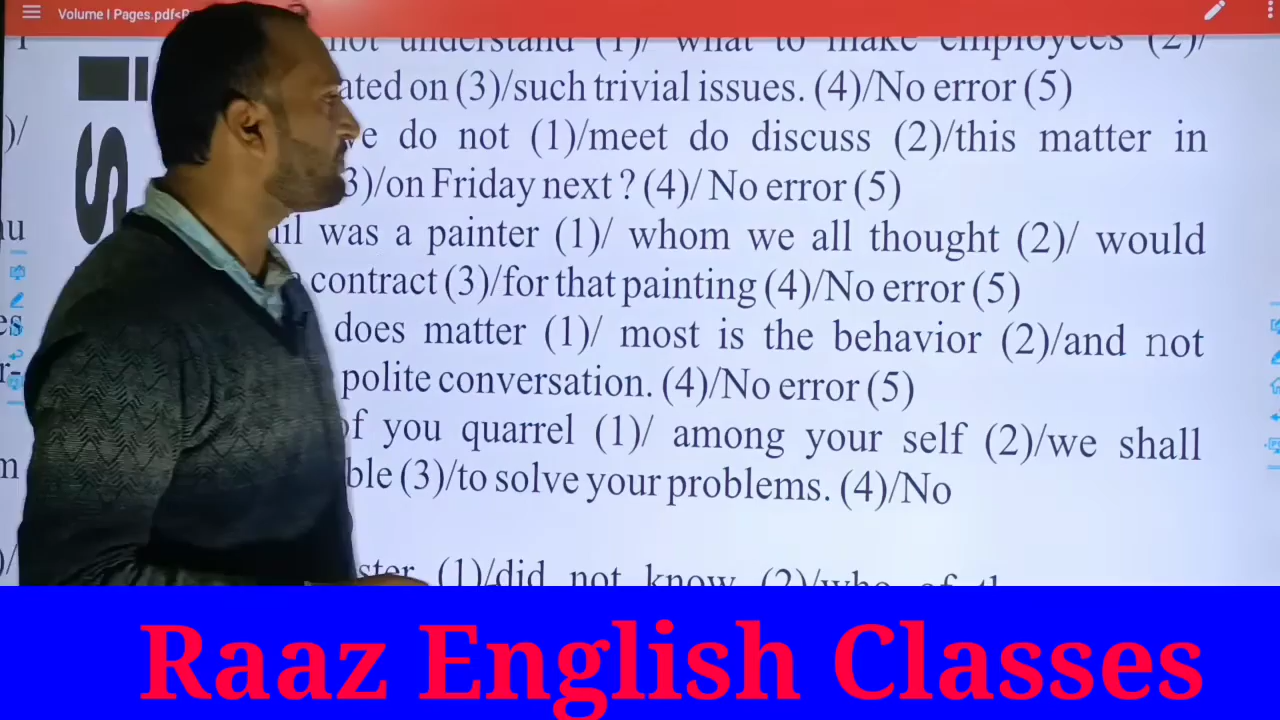 Volume I Pages.pdf
not understand (1)/ what to make employees (2)/
ated on (3)/such trivial issues. (4)/No error (5)
do not (1)/meet do discuss (2)/this matter in
3)/on Friday next ? (4)/ No error (5)
was a painter (1)/ whom we all thought (2)/ would
contract (3)/for that painting (4)/No error (5)
does matter (1)/ most is the behavior (2)/and not
polite conversation. (4)/No error (5)
of you quarrel (1)/ among your self (2)/we shall
ble (3)/to solve your problems. (4)/No
(1)/did not know (2)/who of
Raaz English Classes